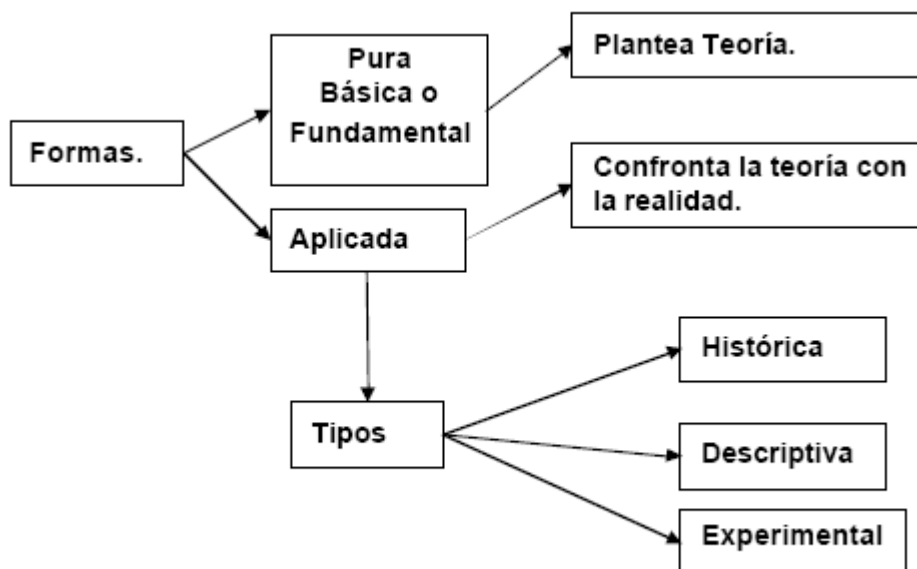 Formas.
Pura
Básica o
Fundamental
Plantea Teoría.
Aplicada
Confronta la teoría con
la realidad.
Tipos
Histórica
Descriptiva
Experimental